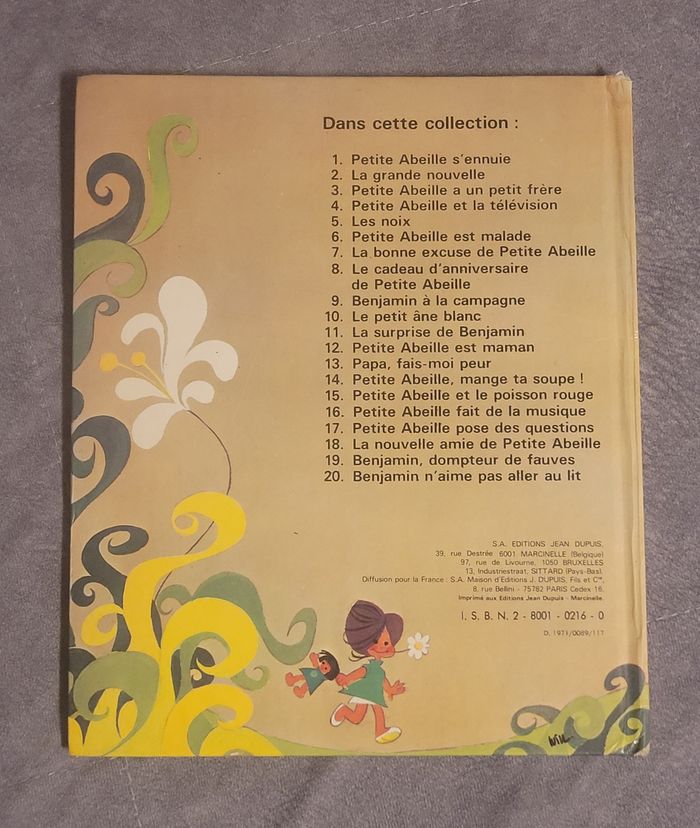 Dans cette collection :
1. Petite Abeille s'ennuie
2. La grande nouvelle
3. Petite Abeille a un petit frère
4. Petite Abeille et la télévision
5. Les noix
6. Petite Abeille est malade
7. La bonne excuse de Petite Abeille
8. Le cadeau d'anniversaire
de Petite Abeille
9. Benjamin à la campagne
10. Le petit âne blanc
11. La surprise de Benjamin
12. Petite Abeille est maman
13. Papa, fais-moi peur
14. Petite Abeille, mange ta soupe !
15. Petite Abeille et le poisson rouge
16. Petite Abeille fait de la musique
17. Petite Abeille pose des questions
18. La nouvelle amie de Petite Abeille
19. Benjamin, dompteur de fauves
20. Benjamin n'aime pas aller au lit
S.A. EDITIONS JEAN DUPUIS,
39, rue Destrée 6001 MARCINELLE (Belgique)
97, rue de Livourne, 1050 BRUXELLES
13, Industriestraat, SITTARD (Pays-Bas).
Diffusion pour la France : S.A. Maison d'Editions J. DUPUIS, Fils et Cie,
8, rue Bellini - 75782 PARIS Cedex 16.
Imprimé aux Editions Jean Dupuis - Marcinelle.
I. S. B. N. 2 - 8001 - 0216 - 0
D. 1971/0089/117
WILL